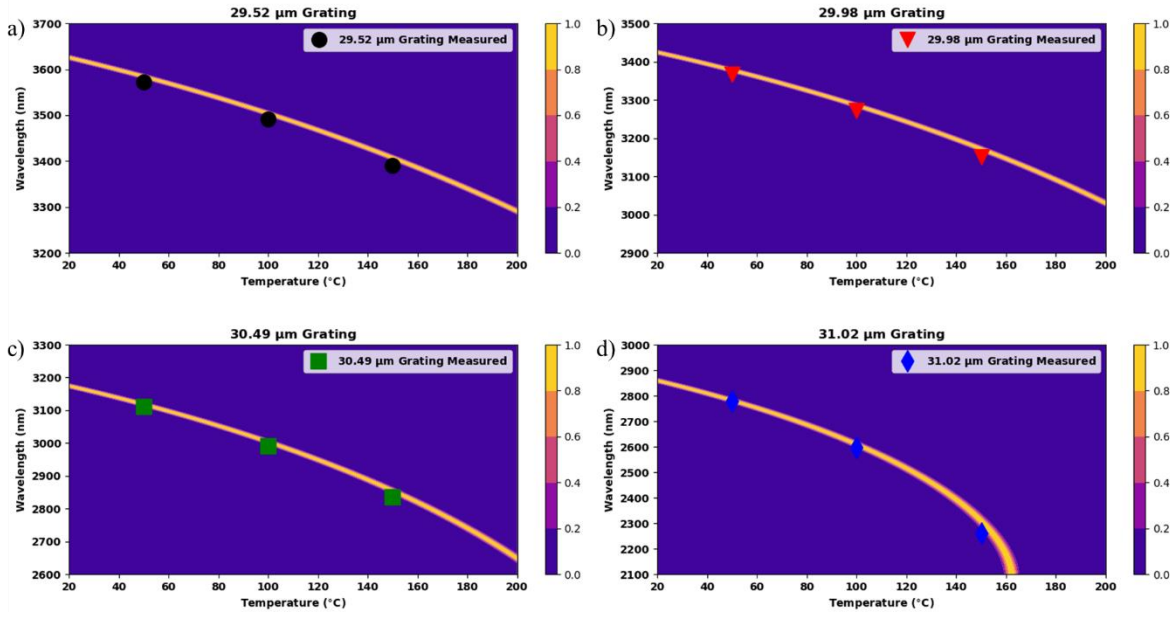 a)
29.52 µm Grating
29.52 µm Grating Measured
Wavelength (nm)
3700
3600
3500
3400
3300
3200
20 40 60 80 100 120 140 160 180 200
Temperature (°C)
1.0
0.8
0.6
0.4
0.2
0.0
b)
29.98 µm Grating
29.98 µm Grating Measured
Wavelength (nm)
3500
3400
3300
3200
3100
3000
2900
20 40 60 80 100 120 140 160 180 200
Temperature (°C)
1.0
0.8
0.6
0.4
0.2
0.0
c)
30.49 µm Grating
30.49 µm Grating Measured
Wavelength (nm)
3300
3200
3100
3000
2900
2800
2700
2600
20 40 60 80 100 120 140 160 180 200
Temperature (°C)
1.0
0.8
0.6
0.4
0.2
0.0
d)
31.02 µm Grating
31.02 µm Grating Measured
Wavelength (nm)
3000
2900
2800
2700
2600
2500
2400
2300
2200
2100
20 40 60 80 100 120 140 160 180 200
Temperature (°C)
1.0
0.8
0.6
0.4
0.2
0.0